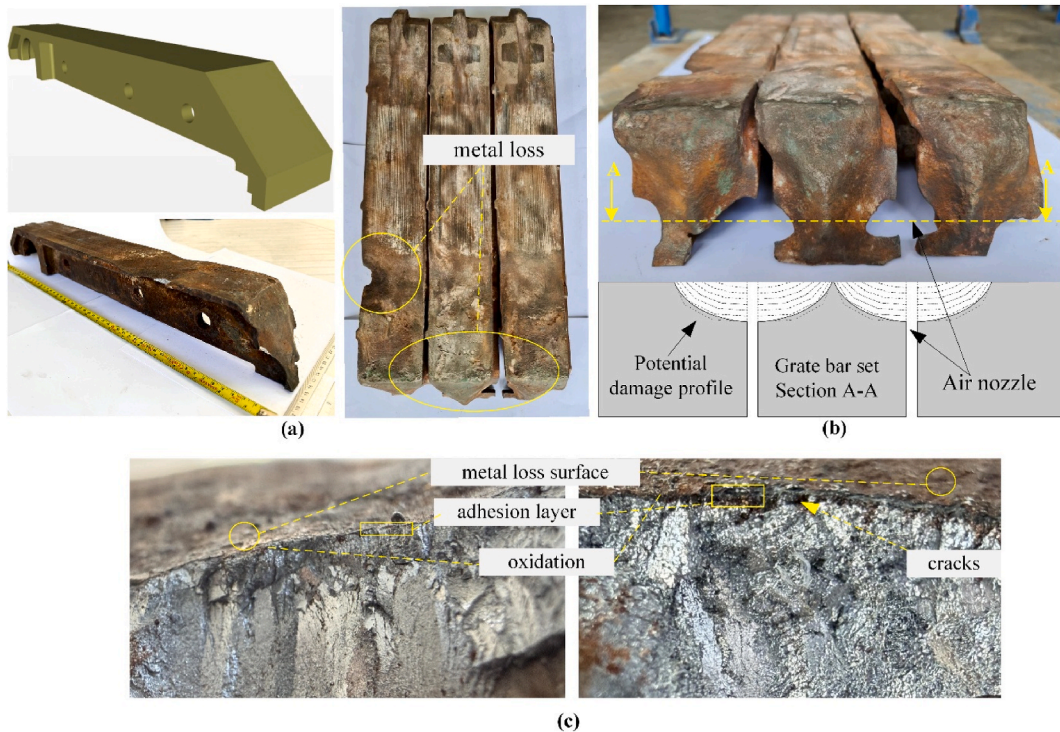 metal loss
A
A
Potential
damage profile
Grate bar set
Section A-A
Air nozzle
(a)
(b)
metal loss surface
adhesion layer
oxidation
cracks
(c)